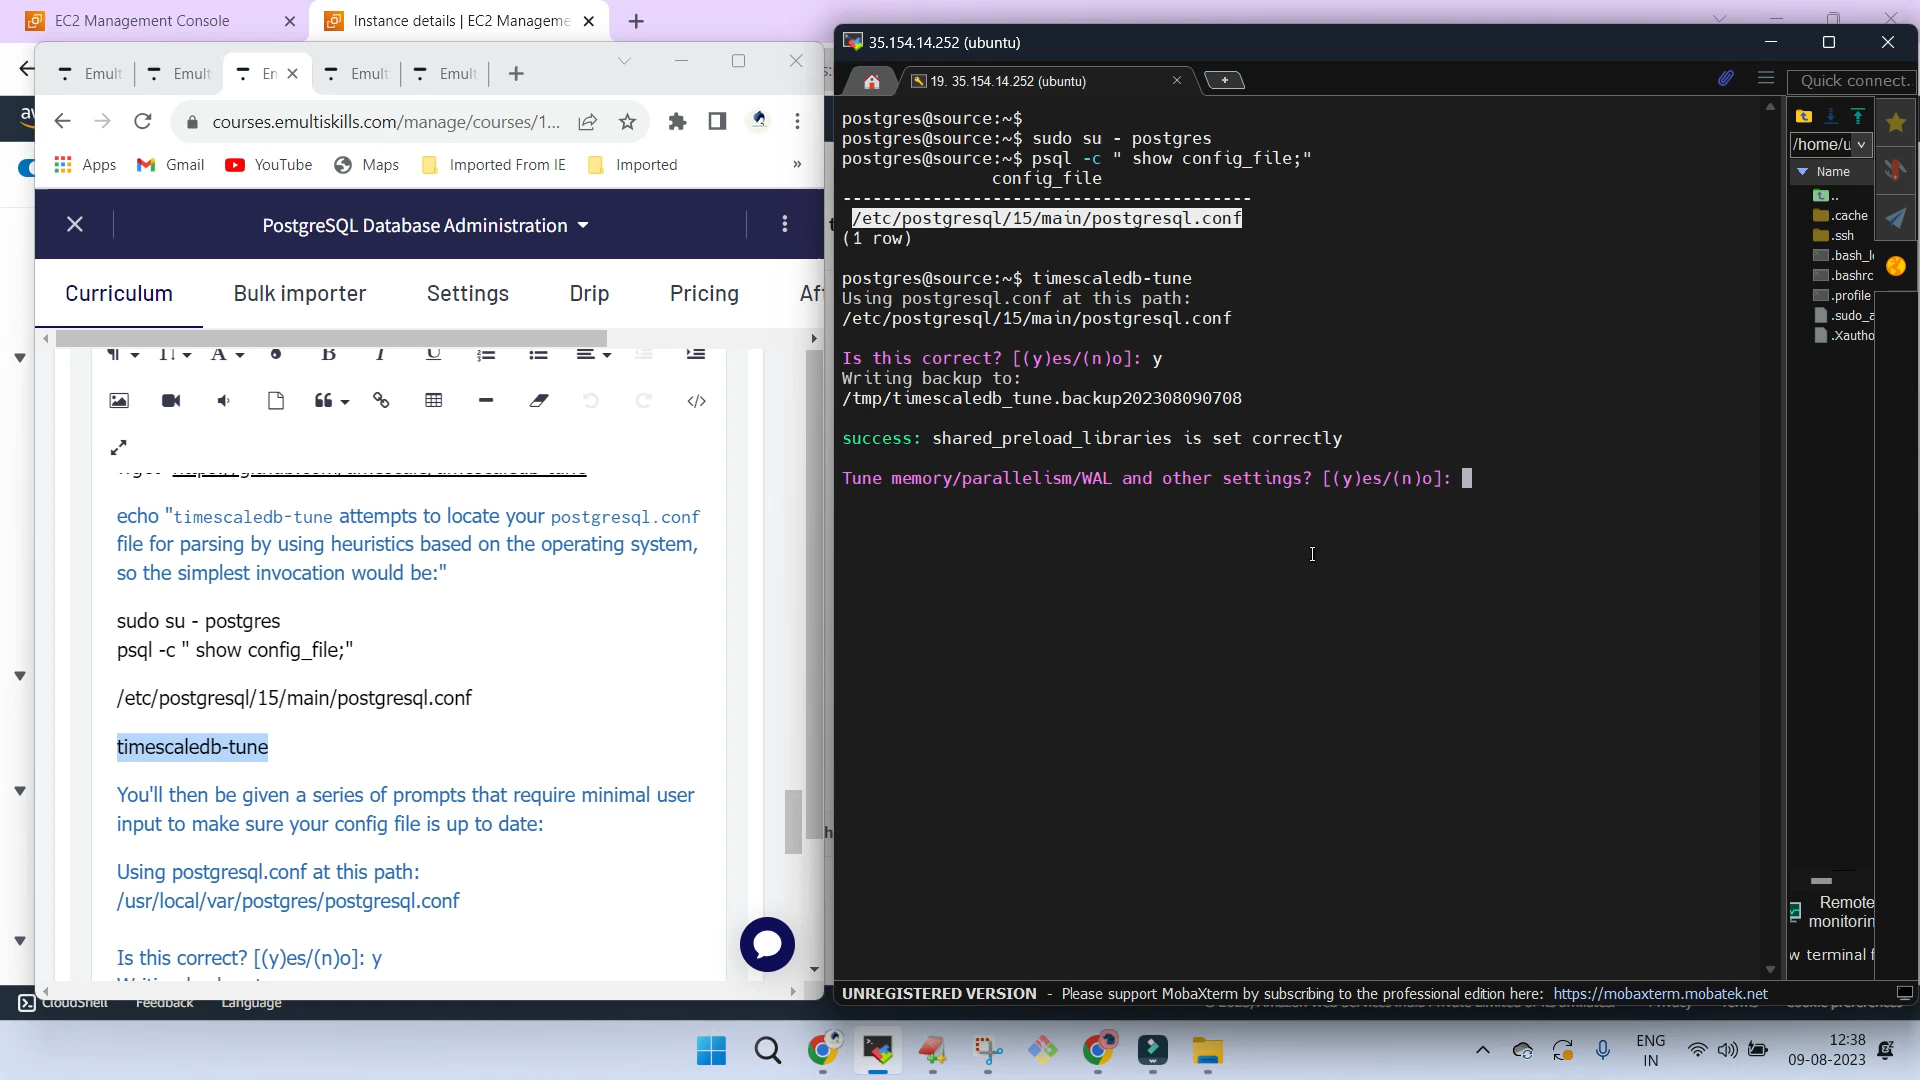 EC2 Management Console
Instance details | EC2 Manageme
Emult
Emult
En
Emult
Emult
courses.emultiskills.com/manage/courses/1...
Apps
Gmail
YouTube
Maps
Imported From IE
Imported
»
PostgreSQL Database Administration
Curriculum
Bulk importer
Settings
Drip
Pricing
Af
echo "timescaledb-tune attempts to locate your postgresql.conf
file for parsing by using heuristics based on the operating system,
so the simplest invocation would be:"
sudo su - postgres
psql -c " show config_file;"
/etc/postgresql/15/main/postgresql.conf
timescaledb-tune
You'll then be given a series of prompts that require minimal user
input to make sure your config file is up to date:
Using postgresql.conf at this path:
/usr/local/var/postgres/postgresql.conf
Is this correct? [(y)es/(n)o]: y
CloudShell
Feedback
Language
35.154.14.252 (ubuntu)
19. 35.154.14.252 (ubuntu)
Quick connect.
postgres@source:~$
postgres@source:~$ sudo su - postgres
postgres@source:~$ psql -c " show config_file;"
config_file
-----------------------------------------
/etc/postgresql/15/main/postgresql.conf
(1 row)
postgres@source:~$ timescaledb-tune
Using postgresql.conf at this path:
/etc/postgresql/15/main/postgresql.conf
Is this correct? [(y)es/(n)o]: y
Writing backup to:
/tmp/timescaledb_tune.backup202308090708
success: shared_preload_libraries is set correctly
Tune memory/parallelism/WAL and other settings? [(y)es/(n)o]:
/home/u
Name
..
.cache
.ssh
.bash_l
.bashrc
.profile
.sudo_a
.Xautho
Remote
monitorin
w terminal f
UNREGISTERED VERSION - Please support MobaXterm by subscribing to the professional edition here: https://mobaxterm.mobatek.net
ENG
IN
12:38
09-08-2023